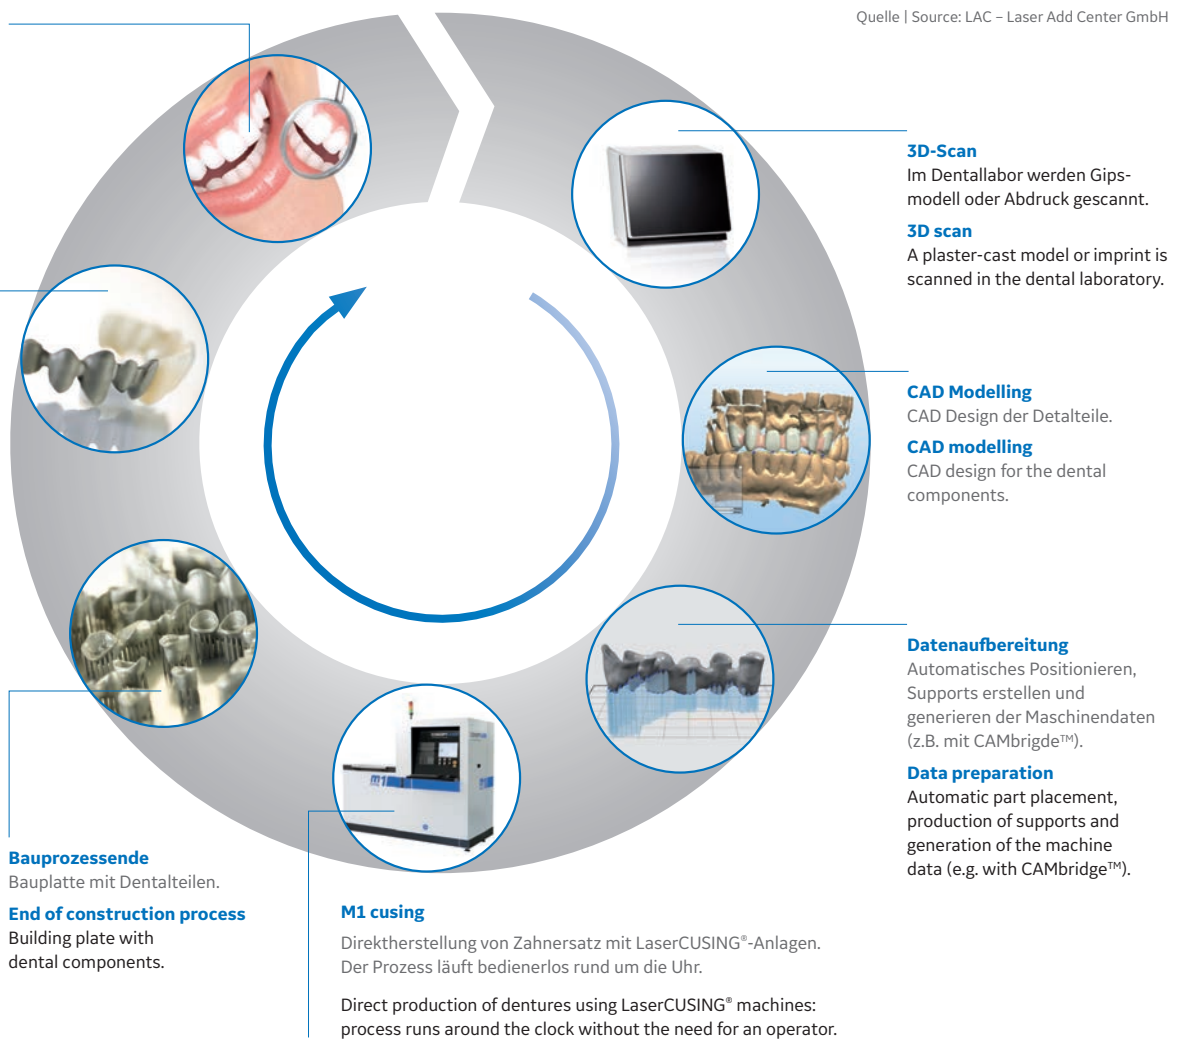 Quelle | Source: LAC – Laser Add Center GmbH
3D-Scan
Im Dentallabor werden Gips-
modell oder Abdruck gescannt.
3D scan
A plaster-cast model or imprint is
scanned in the dental laboratory.
CAD Modelling
CAD Design der Detalteile.
CAD modelling
CAD design for the dental
components.
Datenaufbereitung
Automatisches Positionieren,
Supports erstellen und
generieren der Maschinendaten
(z.B. mit CAMbrigde™).
Data preparation
Automatic part placement,
production of supports and
generation of the machine
data (e.g. with CAMbridge™).
M1
M1 cusing
Direktherstellung von Zahnersatz mit LaserCUSING®-Anlagen.
Der Prozess läuft bedienerlos rund um die Uhr.
Direct production of dentures using LaserCUSING® machines:
process runs around the clock without the need for an operator.
Bauprozessende
Bauplatte mit Dentalteilen.
End of construction process
Building plate with
dental components.